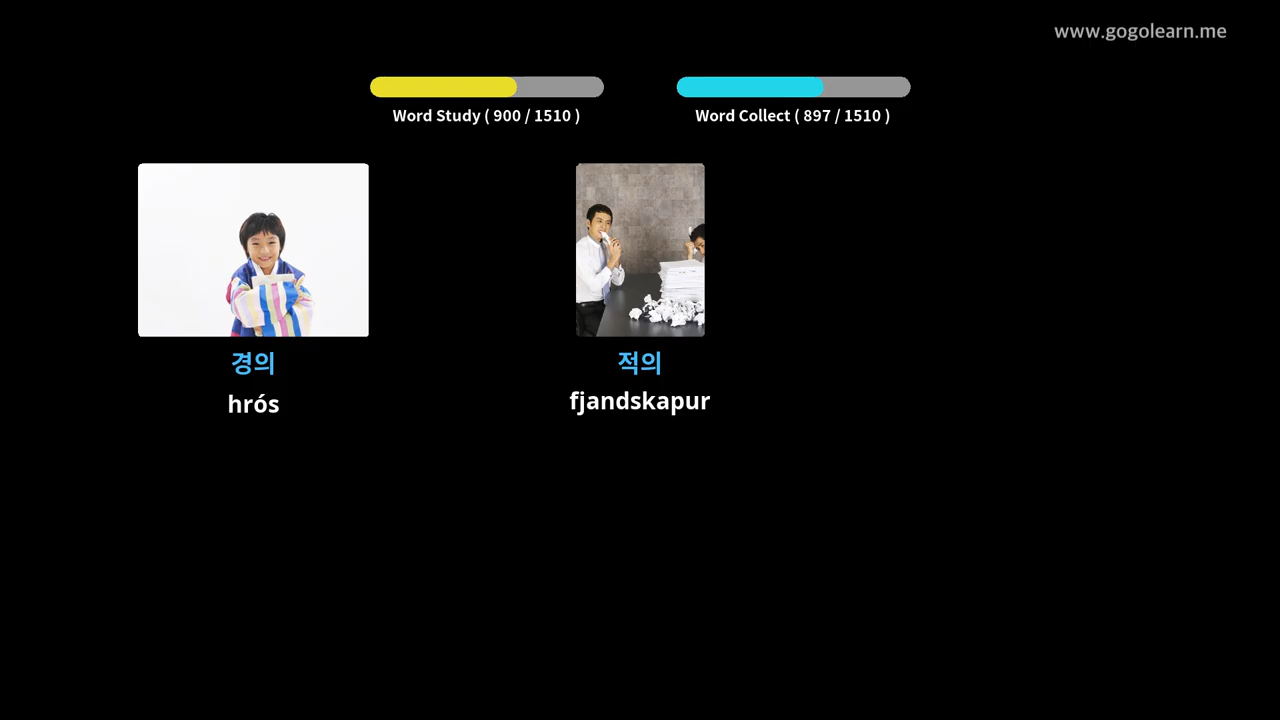 www.gogolearn.me
Word Study ( 900 / 1510 )
Word Collect ( 897 / 1510 )
경의
hrós
적의
fjandskapur